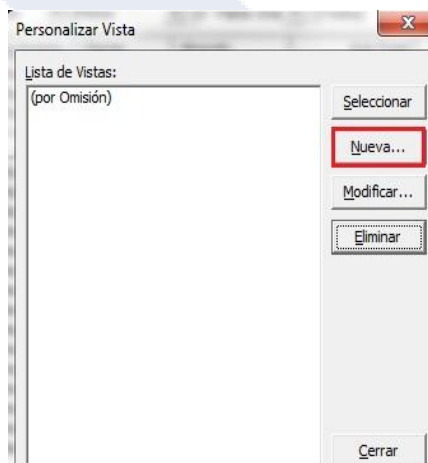 Personalizar Vista
Lista de Vistas:
(por Omisión)
Seleccionar
Nueva...
Modificar...
Eliminar
Cerrar